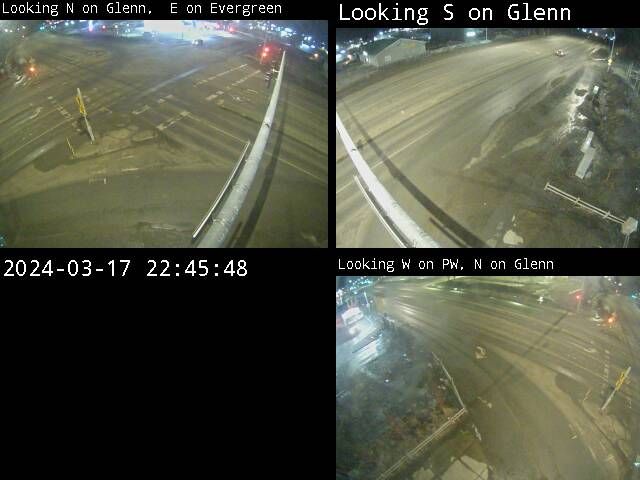 Looking N on Glenn, E on Evergreen
Looking S on Glenn
2024-03-17 22:45:48
Looking W on PW, N on Glenn